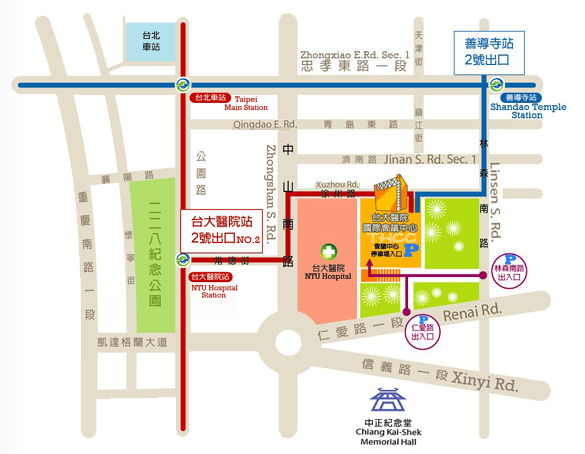 台北
車站
天津街
善導寺站
2號出口
Zhongxiao E.Rd. Sec. 1
忠孝東路一段
台北車站
Taipei
Main Station
善導寺站
Shandao Temple
Station
Qingdao E. Rd.
青島東路
鎮江街
林森南路
Linsen S. Rd.
公園路
中山南路
Zhongshan S. Rd.
濟南路 Jinan S. Rd. Sec. 1
襄陽路
Xuzhou Rd.
徐州路
重慶南路一段
懷寧街
二二八紀念公園
台大醫院站
2號出口NO.2
台大醫院
國際會議中心
THCC
會議中心
停車場入口
P
常德街
台大醫院
NTU Hospital
台大醫院站
NTU Hospital
Station
P
林森南路
出入口
P
仁愛路
出入口
仁愛路一段 Renai Rd.
凱達格蘭大道
信義路一段 Xinyi Rd.
中正紀念堂
Chiang Kai-Shek
Memorial Hall